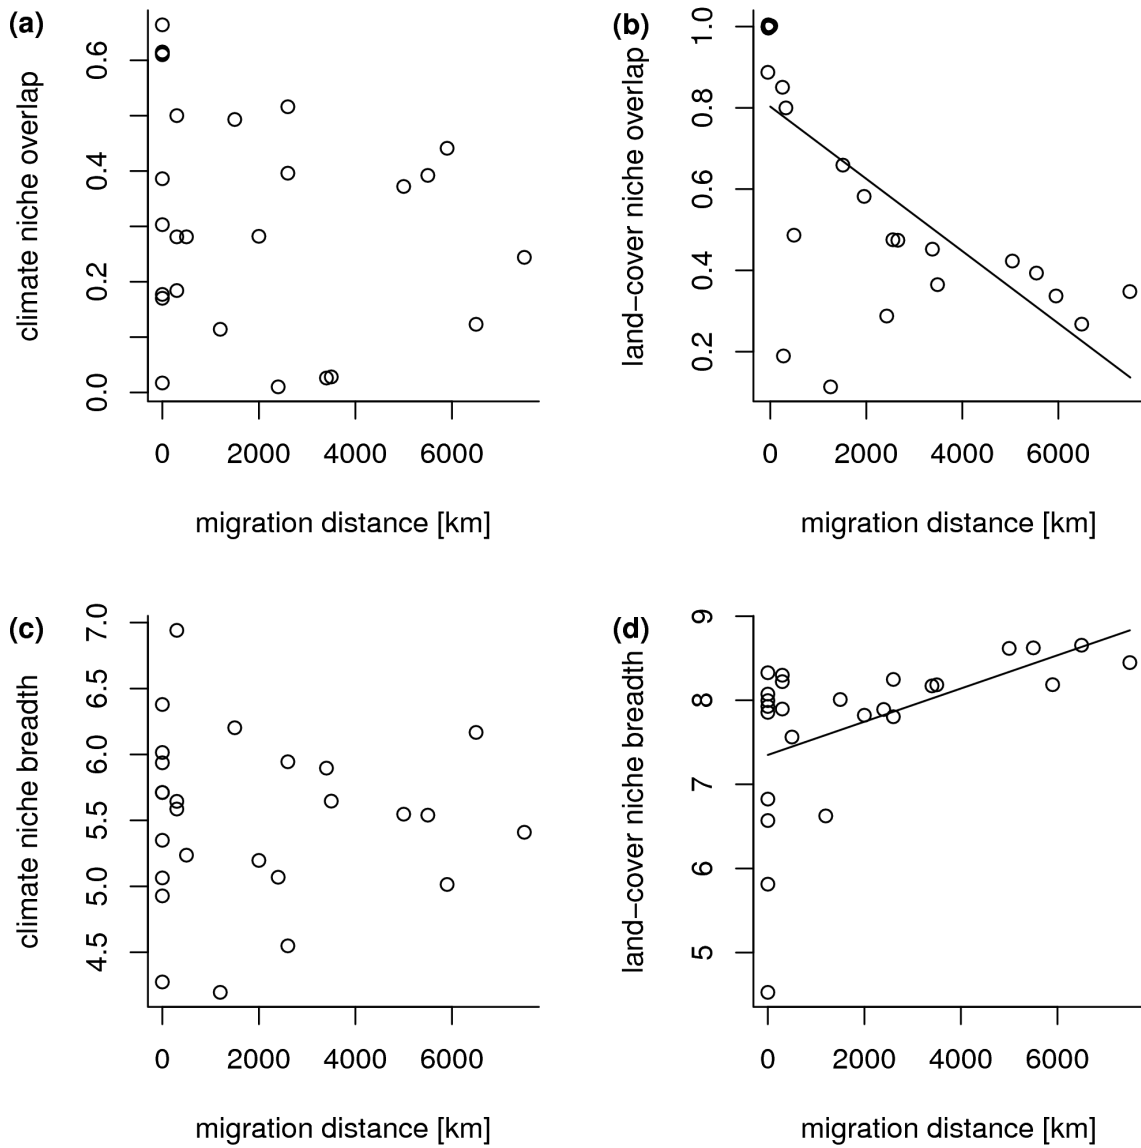 (a)
climate niche overlap
0.0 0.2 0.4 0.6
0 2000 4000 6000
migration distance [km]
(b)
land−cover niche overlap
0.2 0.4 0.6 0.8 1.0
0 2000 4000 6000
migration distance [km]
(c)
climate niche breadth
4.5 5.0 5.5 6.0 6.5 7.0
0 2000 4000 6000
migration distance [km]
(d)
land−cover niche breadth
5 6 7 8 9
0 2000 4000 6000
migration distance [km]